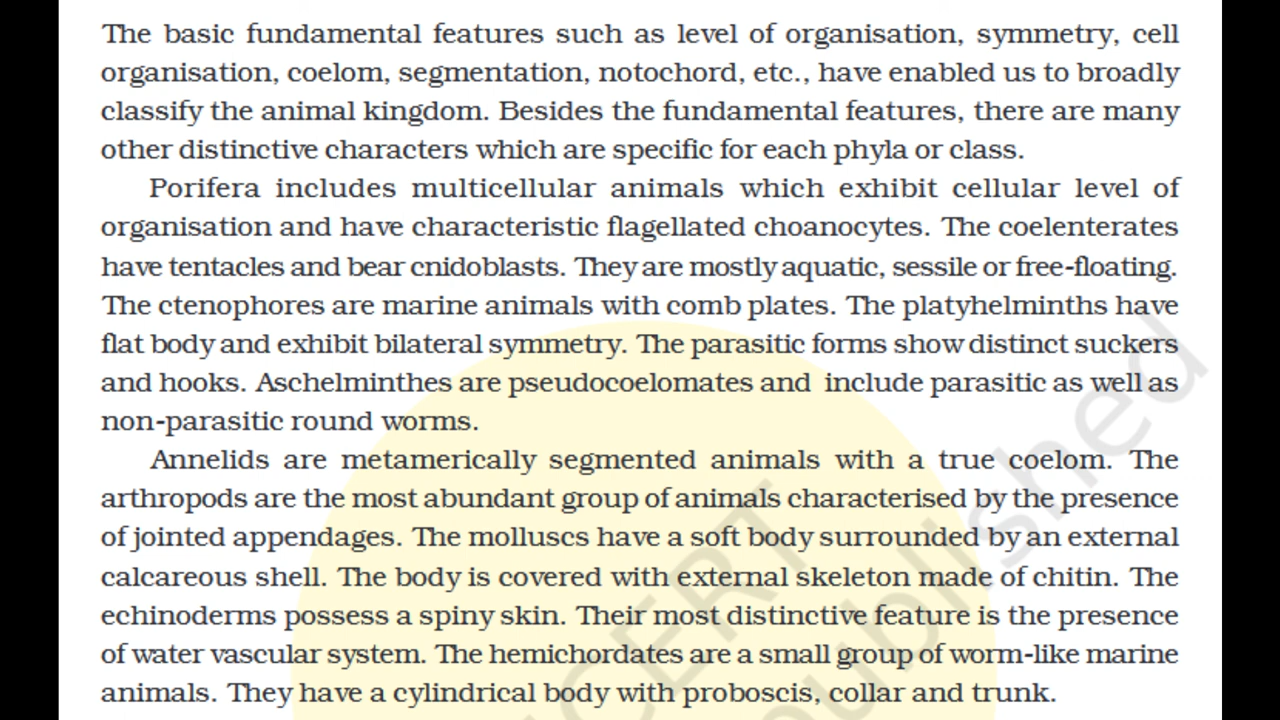 The basic fundamental features such as level of organisation, symmetry, cell
organisation, coelom, segmentation, notochord, etc., have enabled us to broadly
classify the animal kingdom. Besides the fundamental features, there are many
other distinctive characters which are specific for each phyla or class.
Porifera includes multicellular animals which exhibit cellular level of
organisation and have characteristic flagellated choanocytes. The coelenterates
have tentacles and bear cnidoblasts. They are mostly aquatic, sessile or free-floating.
The ctenophores are marine animals with comb plates. The platyhelminths have
flat body and exhibit bilateral symmetry. The parasitic forms show distinct suckers
and hooks. Aschelminthes are pseudocoelomates and include parasitic as well as
non-parasitic round worms.
Annelids are metamerically segmented animals with a true coelom. The
arthropods are the most abundant group of animals characterised by the presence
of jointed appendages. The molluscs have a soft body surrounded by an external
calcareous shell. The body is covered with external skeleton made of chitin. The
echinoderms possess a spiny skin. Their most distinctive feature is the presence
of water vascular system. The hemichordates are a small group of worm-like marine
animals. They have a cylindrical body with proboscis, collar and trunk.